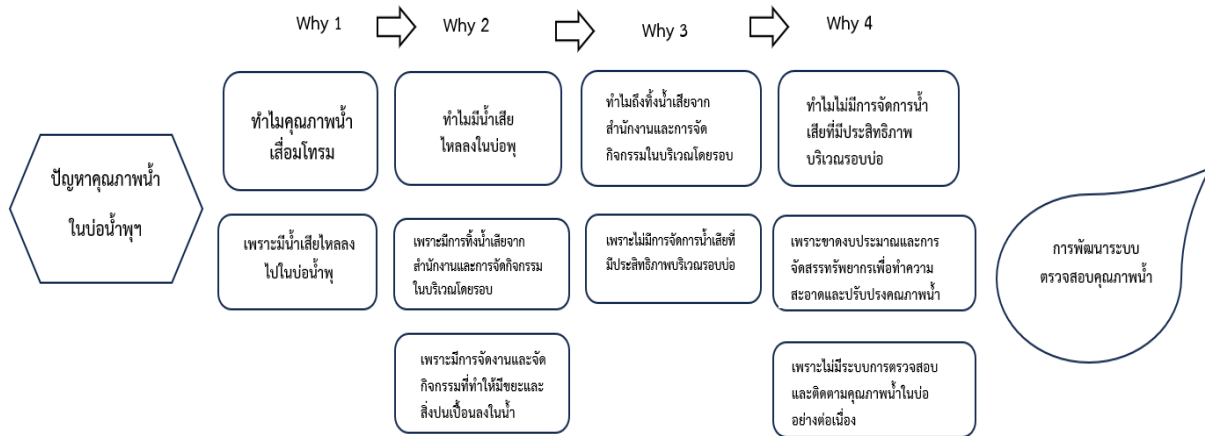 Why 1
Why 2
Why 3
Why 4
ปัญหาคุณภาพน้ำ
ในบ่อน้ำพุฯ
ทำไมคุณภาพน้ำ
เสื่อมโทรม
เพราะมีน้ำเสียไหลลง
ไปในบ่อน้ำพุ
ทำไมมีน้ำเสีย
ไหลลงในบ่อพุ
เพราะมีการทิ้งน้ำเสียจาก
สำนักงานและการจัดกิจกรรม
ในบริเวณโดยรอบ
เพราะมีการจัดงานและจัด
กิจกรรมที่ทำให้มีขยะและ
สิ่งปนเปื้อนลงในน้ำ
ทำไมถึงทิ้งน้ำเสียจาก
สำนักงานและการจัด
กิจกรรมในบริเวณโดยรอบ
เพราะไม่มีการจัดการน้ำเสียที่
มีประสิทธิภาพบริเวณรอบบ่อ
ทำไมไม่มีการจัดการน้ำ
เสียที่มีประสิทธิภาพ
บริเวณรอบบ่อ
เพราะขาดงบประมาณและการ
จัดสรรทรัพยากรเพื่อทำความ
สะอาดและปรับปรุงคุณภาพน้ำ
เพราะไม่มีระบบการตรวจสอบ
และติดตามคุณภาพน้ำในบ่อ
อย่างต่อเนื่อง
การพัฒนาระบบ
ตรวจสอบคุณภาพน้ำ